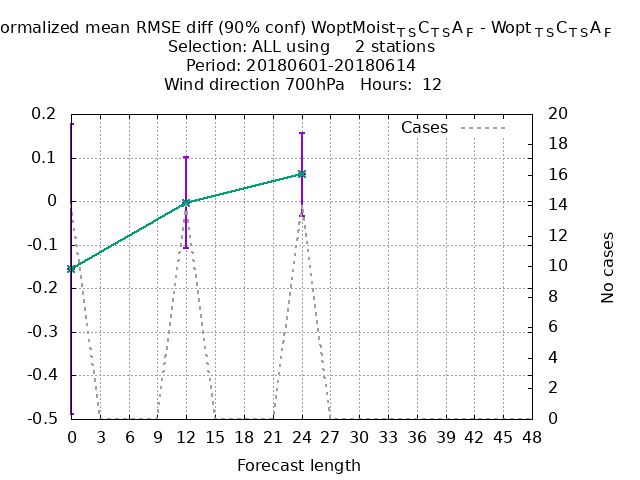 ormalized mean RMSE diff (90% conf) WoptMoist_TSC_TSA_F - Wopt_TSC_TSA_F
Selection: ALL using 2 stations
Period: 20180601-20180614
Wind direction 700hPa Hours: 12
Cases
0.2
0.1
0
-0.1
-0.2
-0.3
-0.4
-0.5
20
18
16
14
12
10
8
6
4
2
0
No cases
0 3 6 9 12 15 18 21 24 27 30 33 36 39 42 45 48
Forecast length